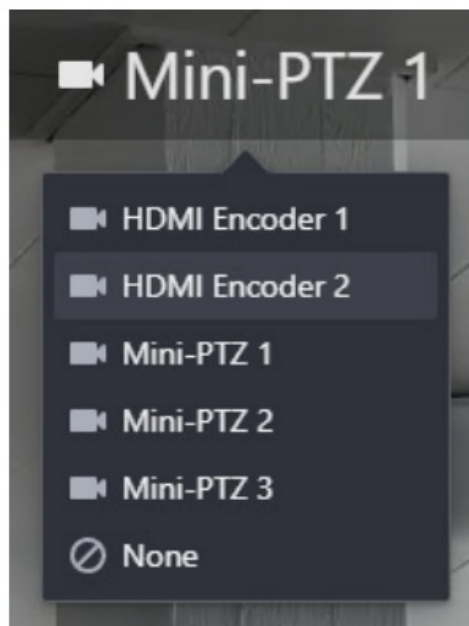 Mini-PTZ 1
HDMI Encoder 1
HDMI Encoder 2
Mini-PTZ 1
Mini-PTZ 2
Mini-PTZ 3
None